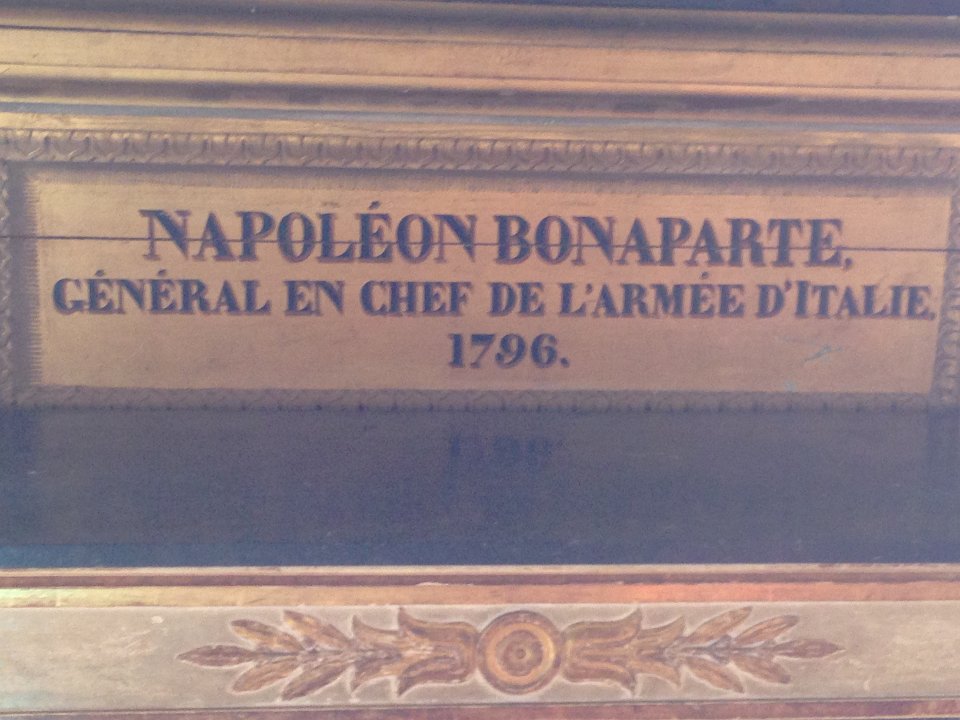 NAPOLÉON BONAPARTE,
GÉNÉRAL EN CHEF DE L'ARMÉE D'ITALIE,
1796.